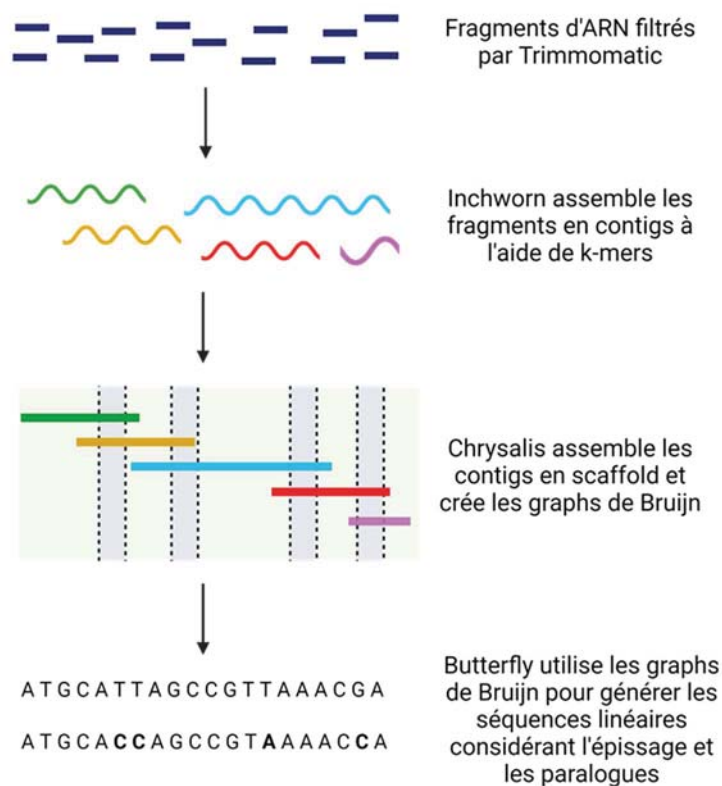 Fragments d'ARN filtrés
par Trimmomatic
Inchworn assemble les
fragments en contigs à
l'aide de k-mers
Chrysalis assemble les
contigs en scaffold et
crée les graphs de Bruijn
ATGCATTAGCCGTTAAACGA
ATGCACCAGCCGTAAAACCA
Butterfly utilise les graphs
de Bruijn pour générer les
séquences linéaires
considérant l'épissage et
les paralogues